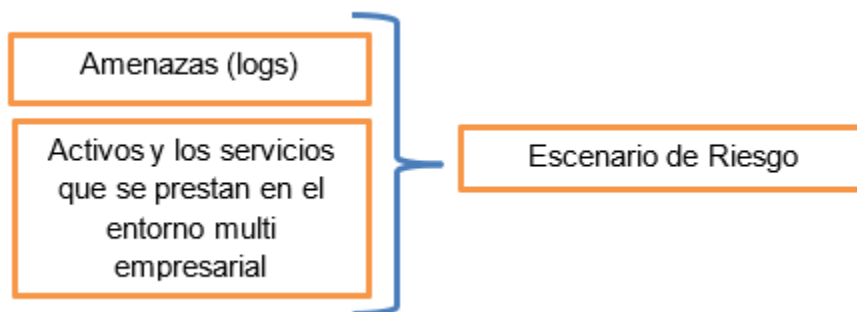 Amenazas (logs)
Activos y los servicios
que se prestan en el
entorno multi
empresarial
Escenario de Riesgo